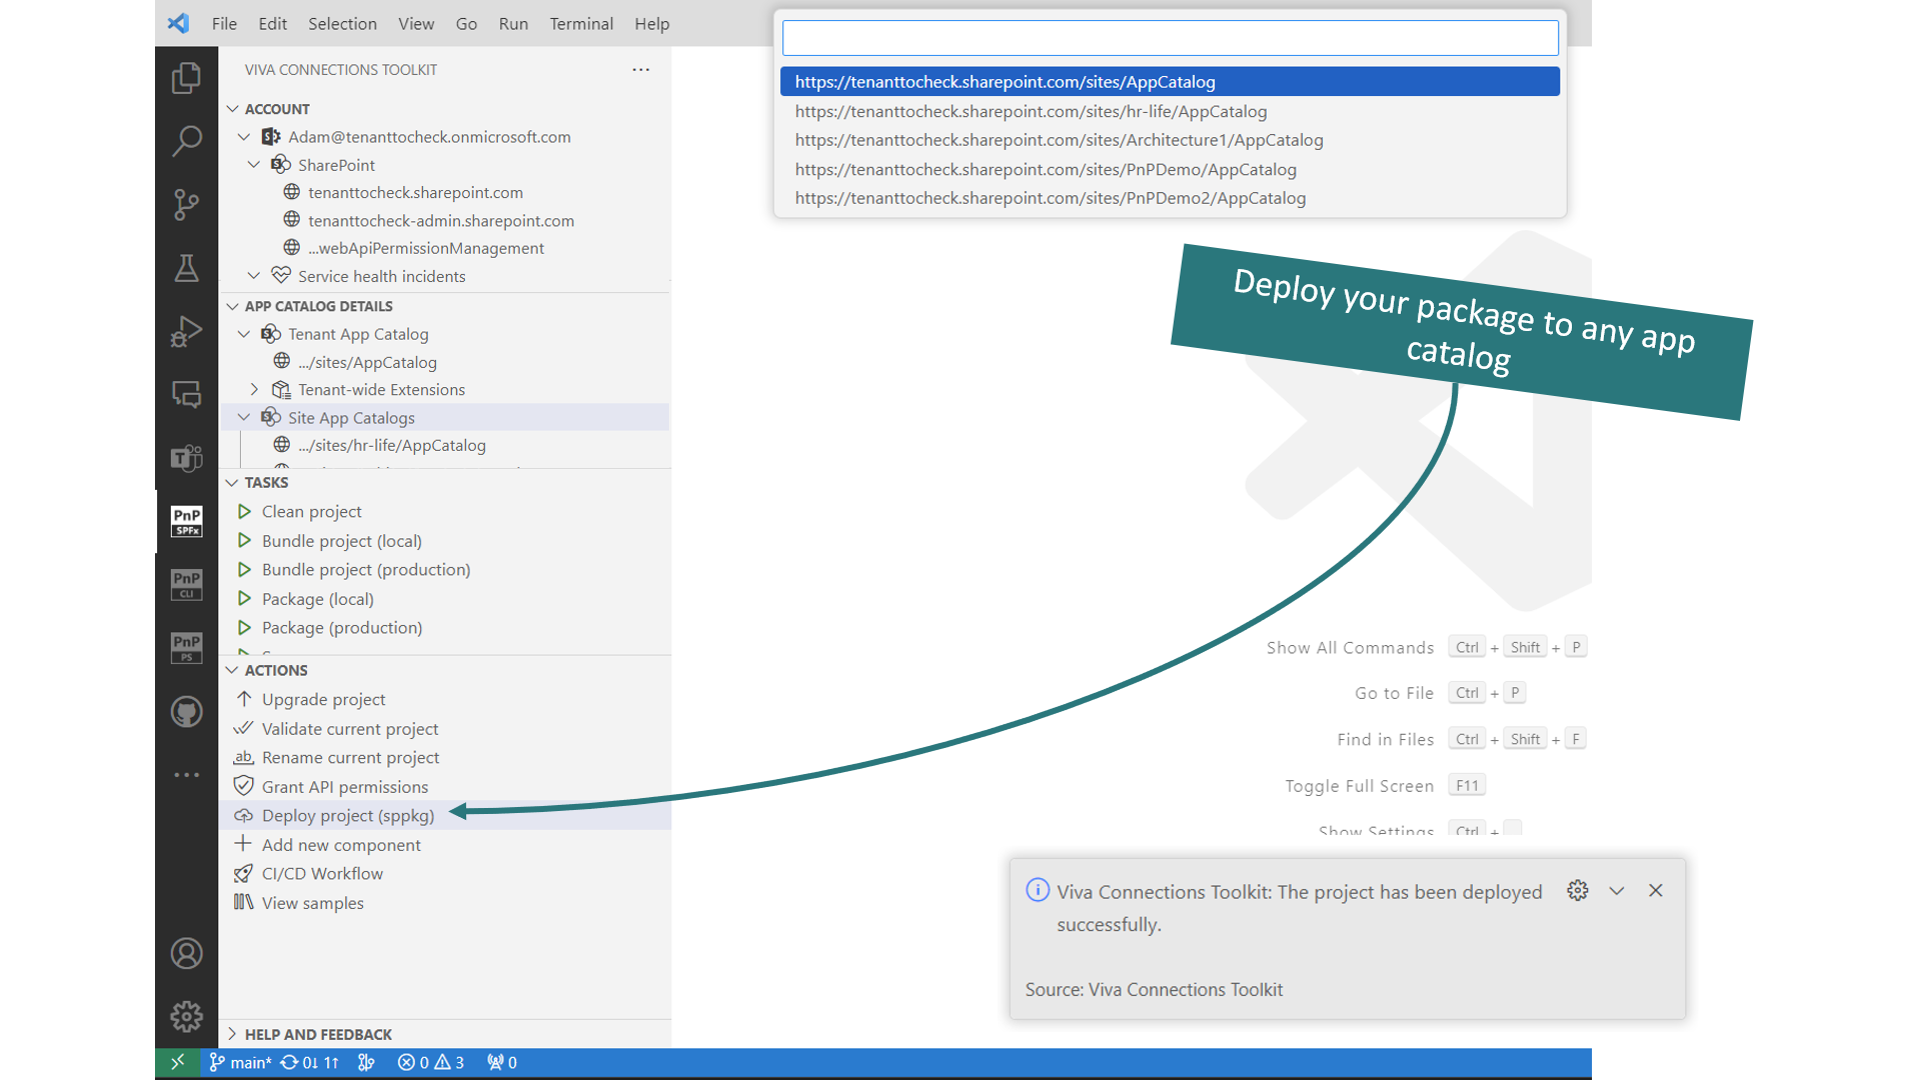 File Edit Selection View Go Run Terminal Help
https://tenanttocheck.sharepoint.com/sites/AppCatalog
https://tenanttocheck.sharepoint.com/sites/hr-life/AppCatalog
https://tenanttocheck.sharepoint.com/sites/Architecture1/AppCatalog
https://tenanttocheck.sharepoint.com/sites/PnPDemo/AppCatalog
https://tenanttocheck.sharepoint.com/sites/PnPDemo2/AppCatalog
VIVA CONNECTIONS TOOLKIT
ACCOUNT
Adam@tenanttocheck.onmicrosoft.com
SharePoint
tenanttocheck.sharepoint.com
tenanttocheck-admin.sharepoint.com
...webApiPermissionManagement
Service health incidents
APP CATALOG DETAILS
Tenant App Catalog
.../sites/AppCatalog
Tenant-wide Extensions
Site App Catalogs
.../sites/hr-life/AppCatalog
TASKS
Clean project
Bundle project (local)
Bundle project (production)
Package (local)
Package (production)
ACTIONS
Upgrade project
Validate current project
ab Rename current project
Grant API permissions
Deploy project (sppkg)
Add new component
CI/CD Workflow
View samples
HELP AND FEEDBACK
PnP
SPFx
PnP
CLI
PnP
PS
Deploy your package to any app
catalog
Show All Commands Ctrl + Shift + P
Go to File Ctrl + P
Find in Files Ctrl + Shift + F
Toggle Full Screen F11
Show Settings Ctrl +
Viva Connections Toolkit: The project has been deployed
successfully.
Source: Viva Connections Toolkit
main* 0↓ 1↑ 0 3 0